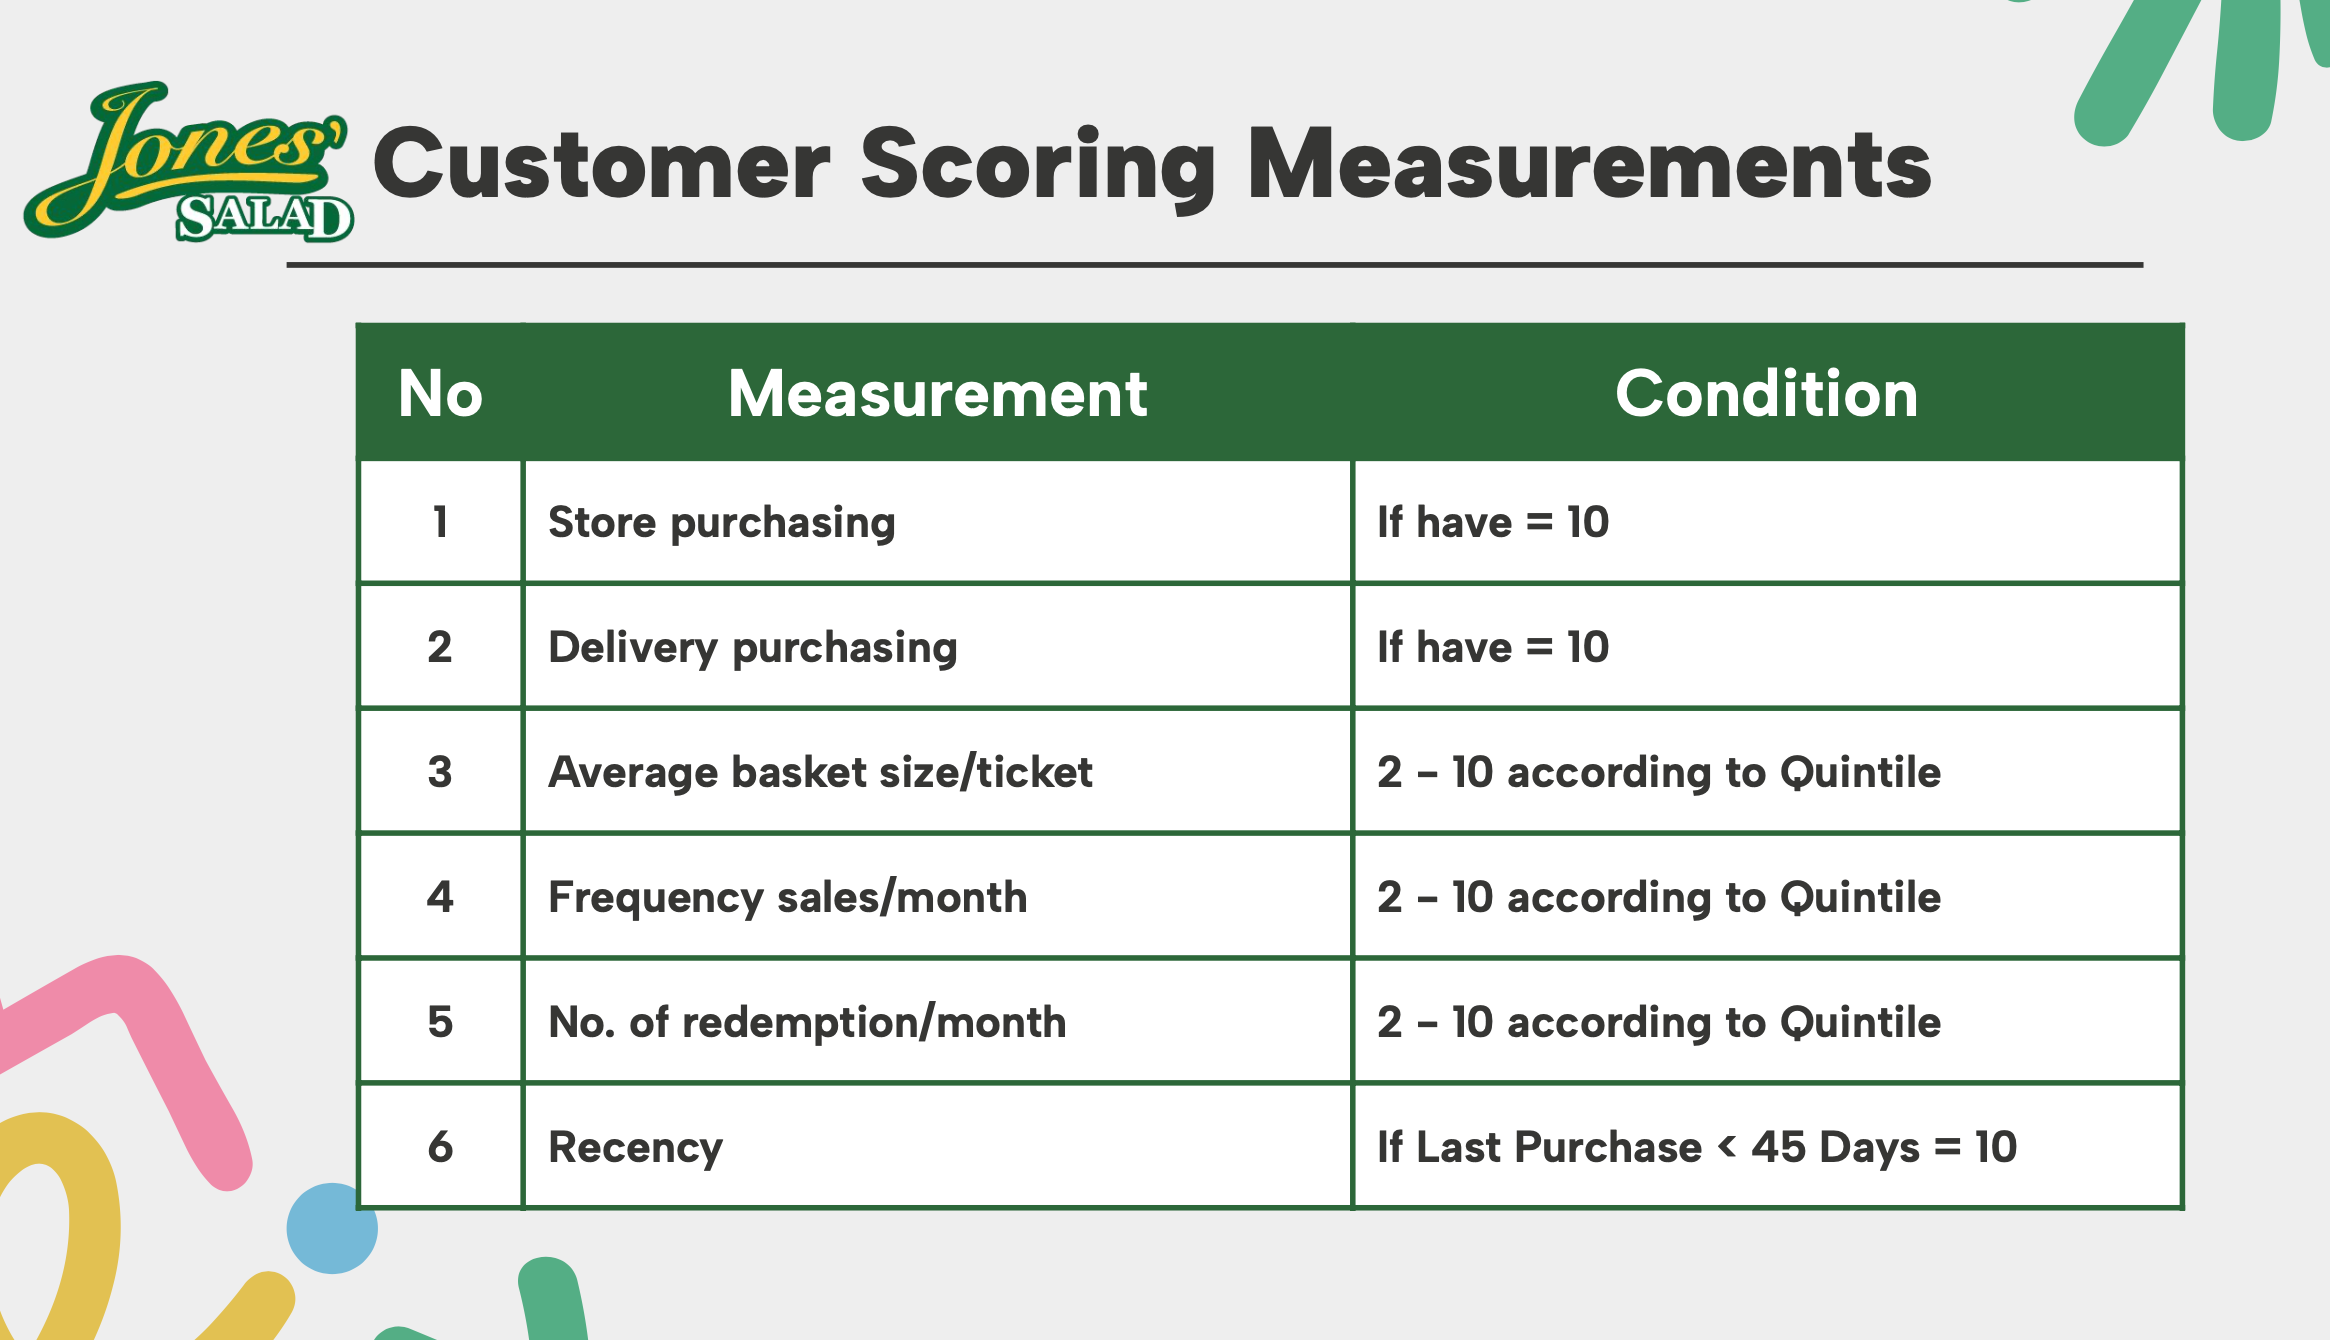 Jones'
SALAD
Customer Scoring Measurements
No Measurement Condition
1 Store purchasing If have = 10
2 Delivery purchasing If have = 10
3 Average basket size/ticket 2 – 10 according to Quintile
4 Frequency sales/month 2 – 10 according to Quintile
5 No. of redemption/month 2 – 10 according to Quintile
6 Recency If Last Purchase < 45 Days = 10